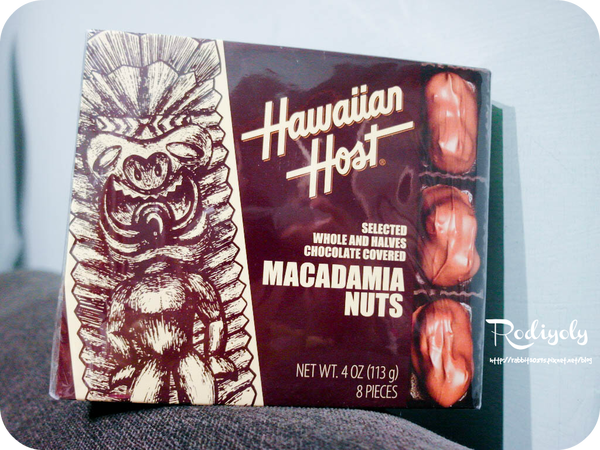 Hawaiian
Host®
SELECTED
WHOLE AND HALVES
CHOCOLATE COVERED
MACADAMIA
NUTS
NET WT. 4 OZ (113 g)
8 PIECES
Rodiyoly